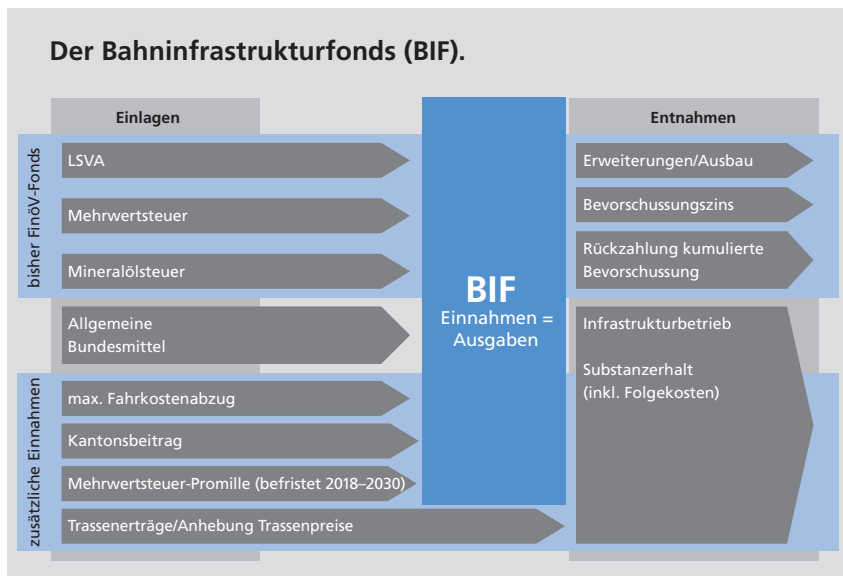 Der Bahninfrastrukturfonds (BIF).
Einlagen
Entnahmen
bisher FinöV-Fonds
LSVA
Mehrwertsteuer
Mineralölsteuer
Allgemeine
Bundesmittel
zusätzliche Einnahmen
max. Fahrkostenabzug
Kantonsbeitrag
Mehrwertsteuer-Promille (befristet 2018–2030)
Trassenerträge/Anhebung Trassenpreise
BIF
Einnahmen =
Ausgaben
Erweiterungen/Ausbau
Bevorschussungszins
Rückzahlung kumulierte
Bevorschussung
Infrastrukturbetrieb
Substanzerhalt
(inkl. Folgekosten)